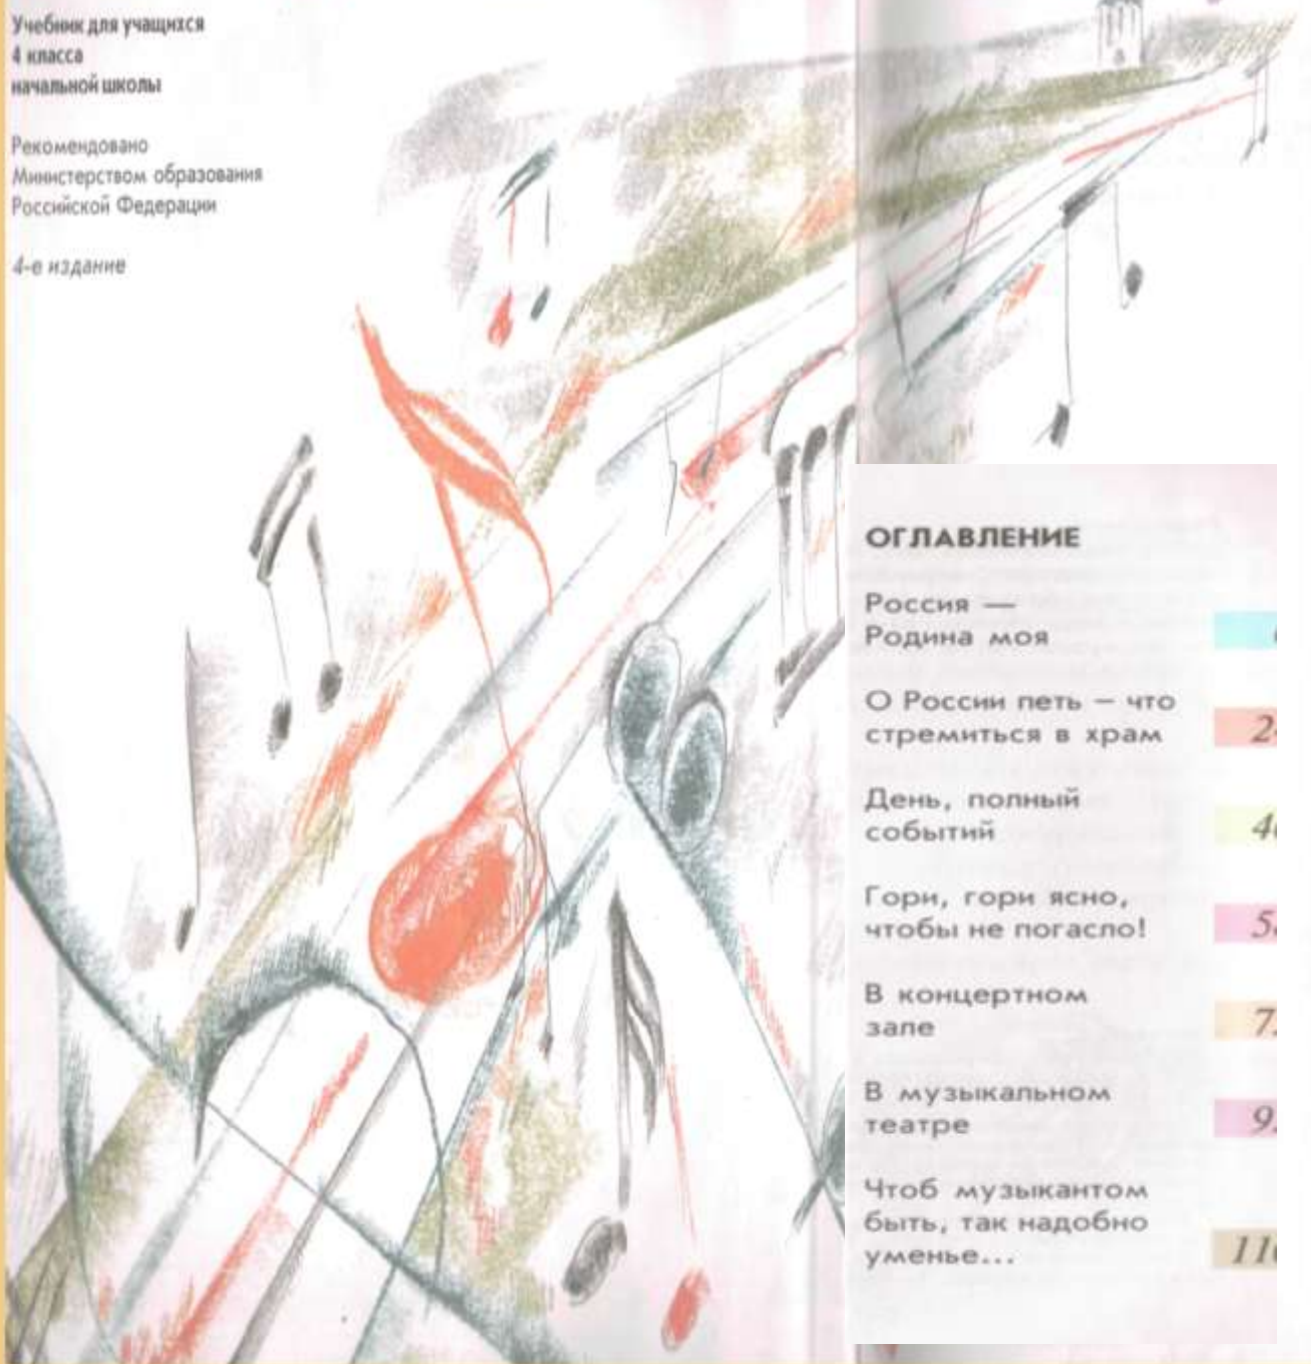 Учебник для учащихся
4 класса
начальной школы
Рекомендовано
Министерством образования
Российской Федерации
4-е издание
ОГЛАВЛЕНИЕ
Россия —
Родина моя
О России петь – что
стремиться в храм
День, полный
событий
Гори, гори ясно,
чтобы не погасло!
В концертном
зале
В музыкальном
театре
Чтоб музыкантом
быть, так надобно
уменье...